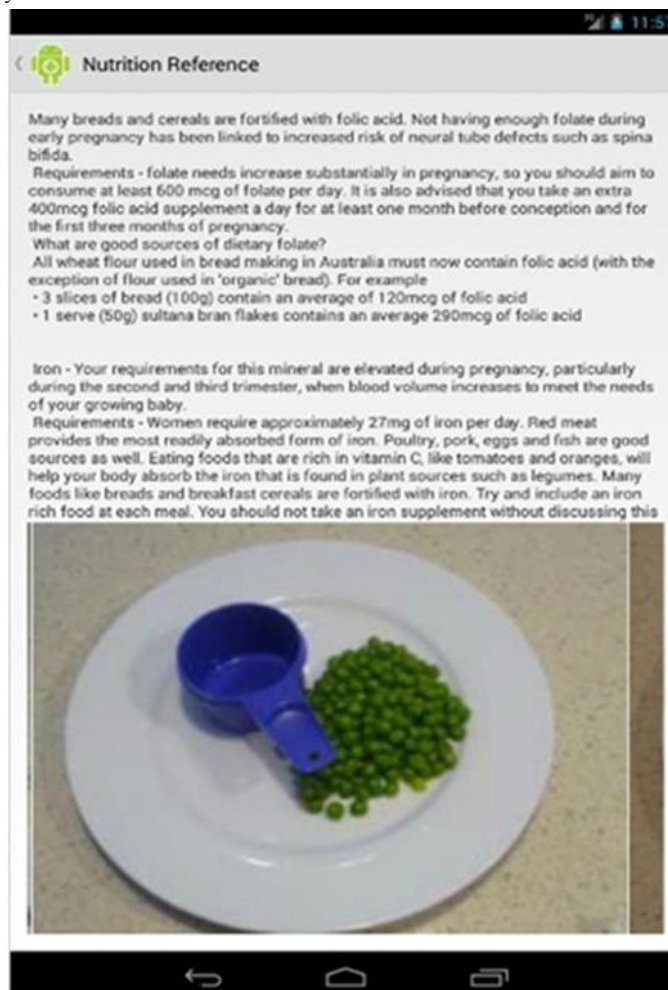 11:5
Nutrition Reference
Many breads and cereals are fortified with folic acid. Not having enough folate during
early pregnancy has been linked to increased risk of neural tube defects such as spina
bifida.
Requirements - folate needs increase substantially in pregnancy, so you should aim to
consume at least 600 mcg of folate per day. It is also advised that you take an extra
400mcg folic acid supplement a day for at least one month before conception and for
the first three months of pregnancy.
What are good sources of dietary folate?
All wheat flour used in bread making in Australia must now contain folic acid (with the
exception of flour used in 'organic' bread). For example
• 3 slices of bread (100g) contain an average of 120mcg of folic acid
• 1 serve (50g) sultana bran flakes contains an average 290mcg of folic acid
Iron - Your requirements for this mineral are elevated during pregnancy, particularly
during the second and third trimester, when blood volume increases to meet the needs
of your growing baby.
Requirements - Women require approximately 27mg of iron per day. Red meat
provides the most readily absorbed form of iron. Poultry, pork, eggs and fish are good
sources as well. Eating foods that are rich in vitamin C, like tomatoes and oranges, will
help your body absorb the iron that is found in plant sources such as legumes. Many
foods like breads and breakfast cereals are fortified with iron. Try and include an iron
rich food at each meal. You should not take an iron supplement without discussing this